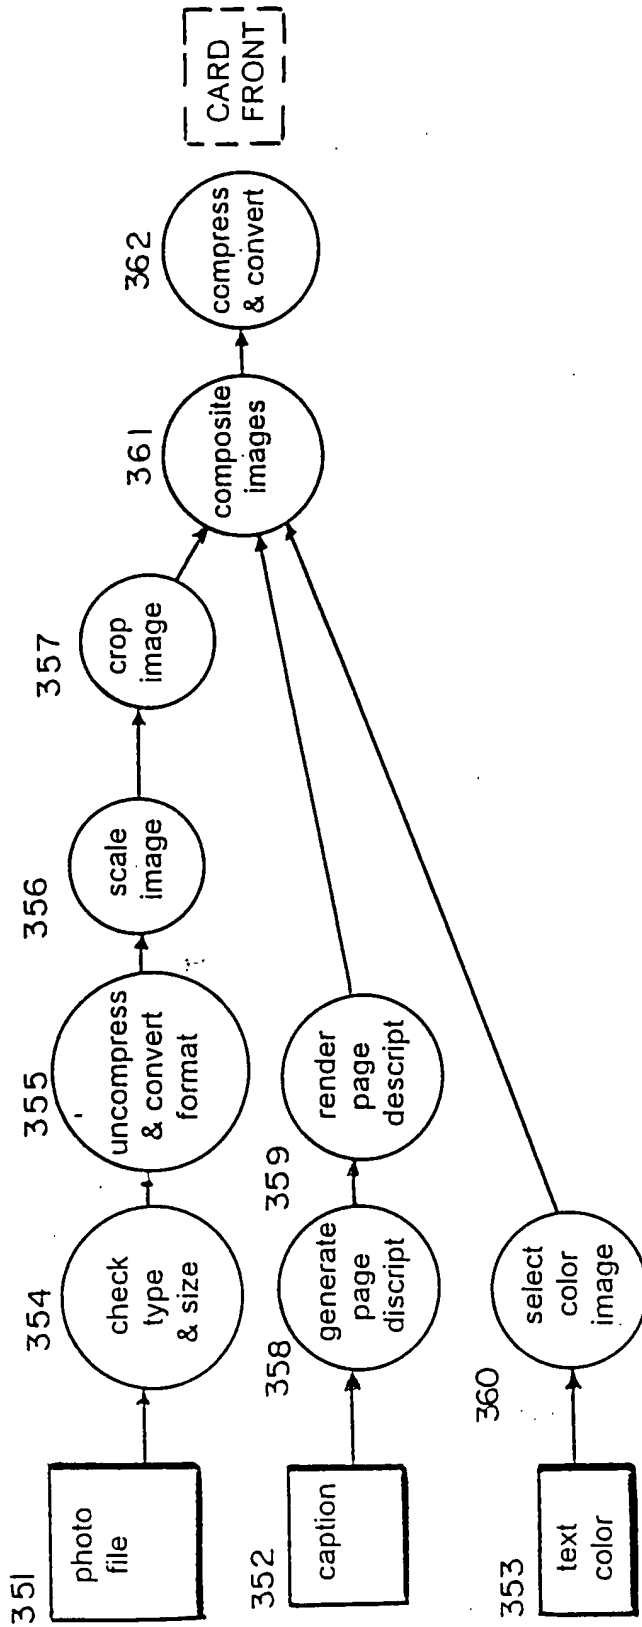 351
photo
file
354
check
type
& size
355
uncompress
& convert
format
356
scale
image
357
crop
image
352
caption
358
generate
page
discript
359
render
page
descript
353
text
color
360
select
color
image
361
composite
images
362
compress
& convert
CARD
FRONT